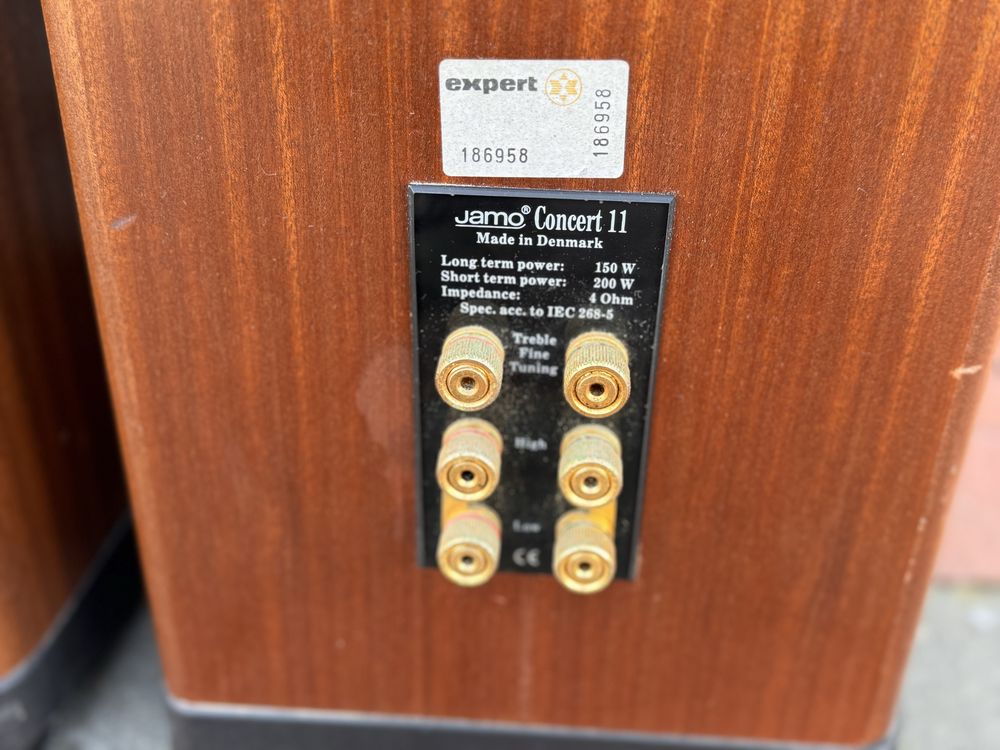 expert
186958
186958
Jamo® Concert 11
Made in Denmark
Long term power: 150 W
Short term power: 200 W
Impedance: 4 Ohm
Spec. acc. to IEC 268-5
Treble
Fine
Tuning
High
Low
CE